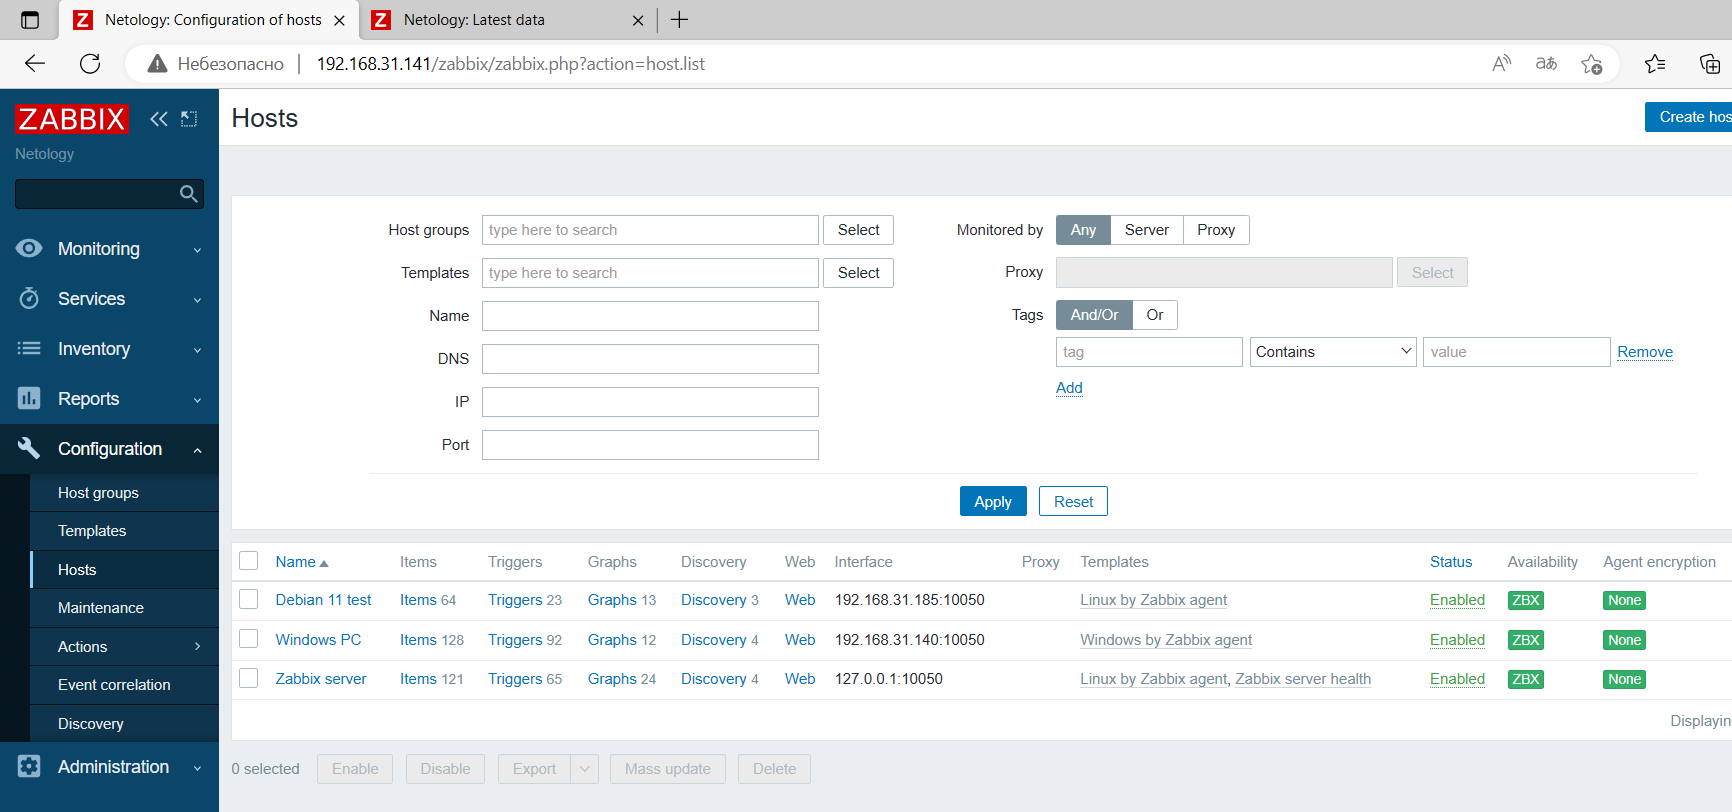 Netology: Configuration of hosts
Netology: Latest data
Небезопасно
192.168.31.141/zabbix/zabbix.php?action=host.list
ZABBIX
Netology
Monitoring
Services
Inventory
Reports
Configuration
Host groups
Templates
Hosts
Maintenance
Actions
Event correlation
Discovery
Administration
Hosts
Create hos
Host groups type here to search Select
Templates type here to search Select
Name
DNS
IP
Port
Monitored by Any Server Proxy
Proxy Select
Tags And/Or Or
tag Contains value Remove
Add
Apply Reset
Name Items Triggers Graphs Discovery Web Interface Proxy Templates Status Availability Agent encryption
Debian 11 test Items 64 Triggers 23 Graphs 13 Discovery 3 Web 192.168.31.185:10050 Linux by Zabbix agent Enabled ZBX None
Windows PC Items 128 Triggers 92 Graphs 12 Discovery 4 Web 192.168.31.140:10050 Windows by Zabbix agent Enabled ZBX None
Zabbix server Items 121 Triggers 65 Graphs 24 Discovery 4 Web 127.0.0.1:10050 Linux by Zabbix agent, Zabbix server health Enabled ZBX None
Displayin
0 selected Enable Disable Export Mass update Delete